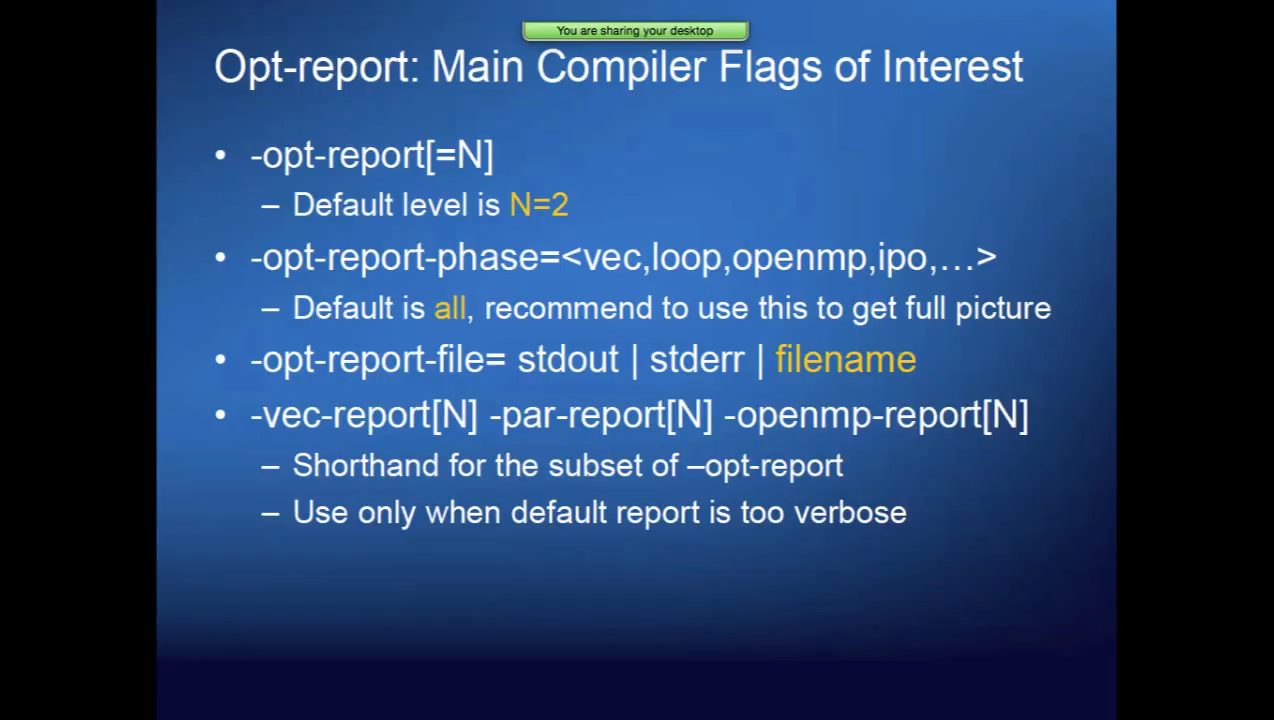 You are sharing your desktop
Opt-report: Main Compiler Flags of Interest
• -opt-report[=N]
– Default level is N=2
• -opt-report-phase=<vec,loop,openmp,ipo,…>
– Default is all, recommend to use this to get full picture
• -opt-report-file= stdout | stderr | filename
• -vec-report[N] -par-report[N] -openmp-report[N]
– Shorthand for the subset of –opt-report
– Use only when default report is too verbose